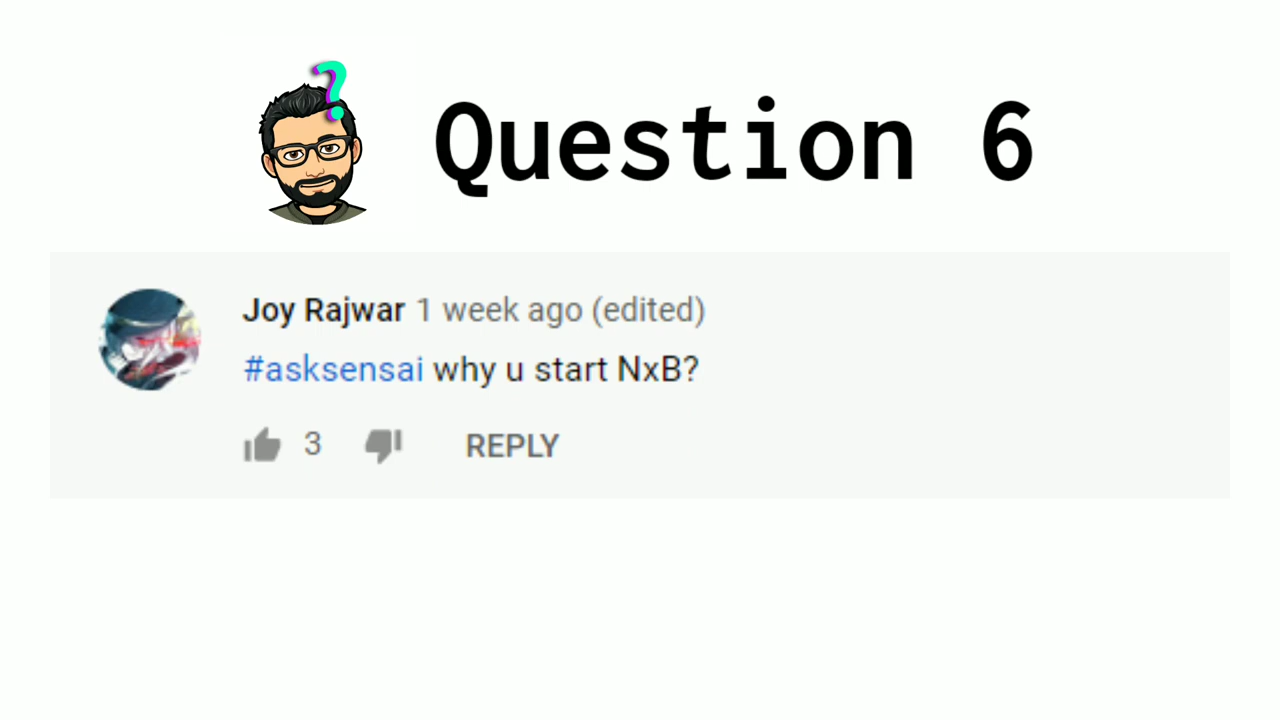 ?
Question 6
Joy Rajwar 1 week ago (edited)
#asksensai why u start NxB?
3 REPLY